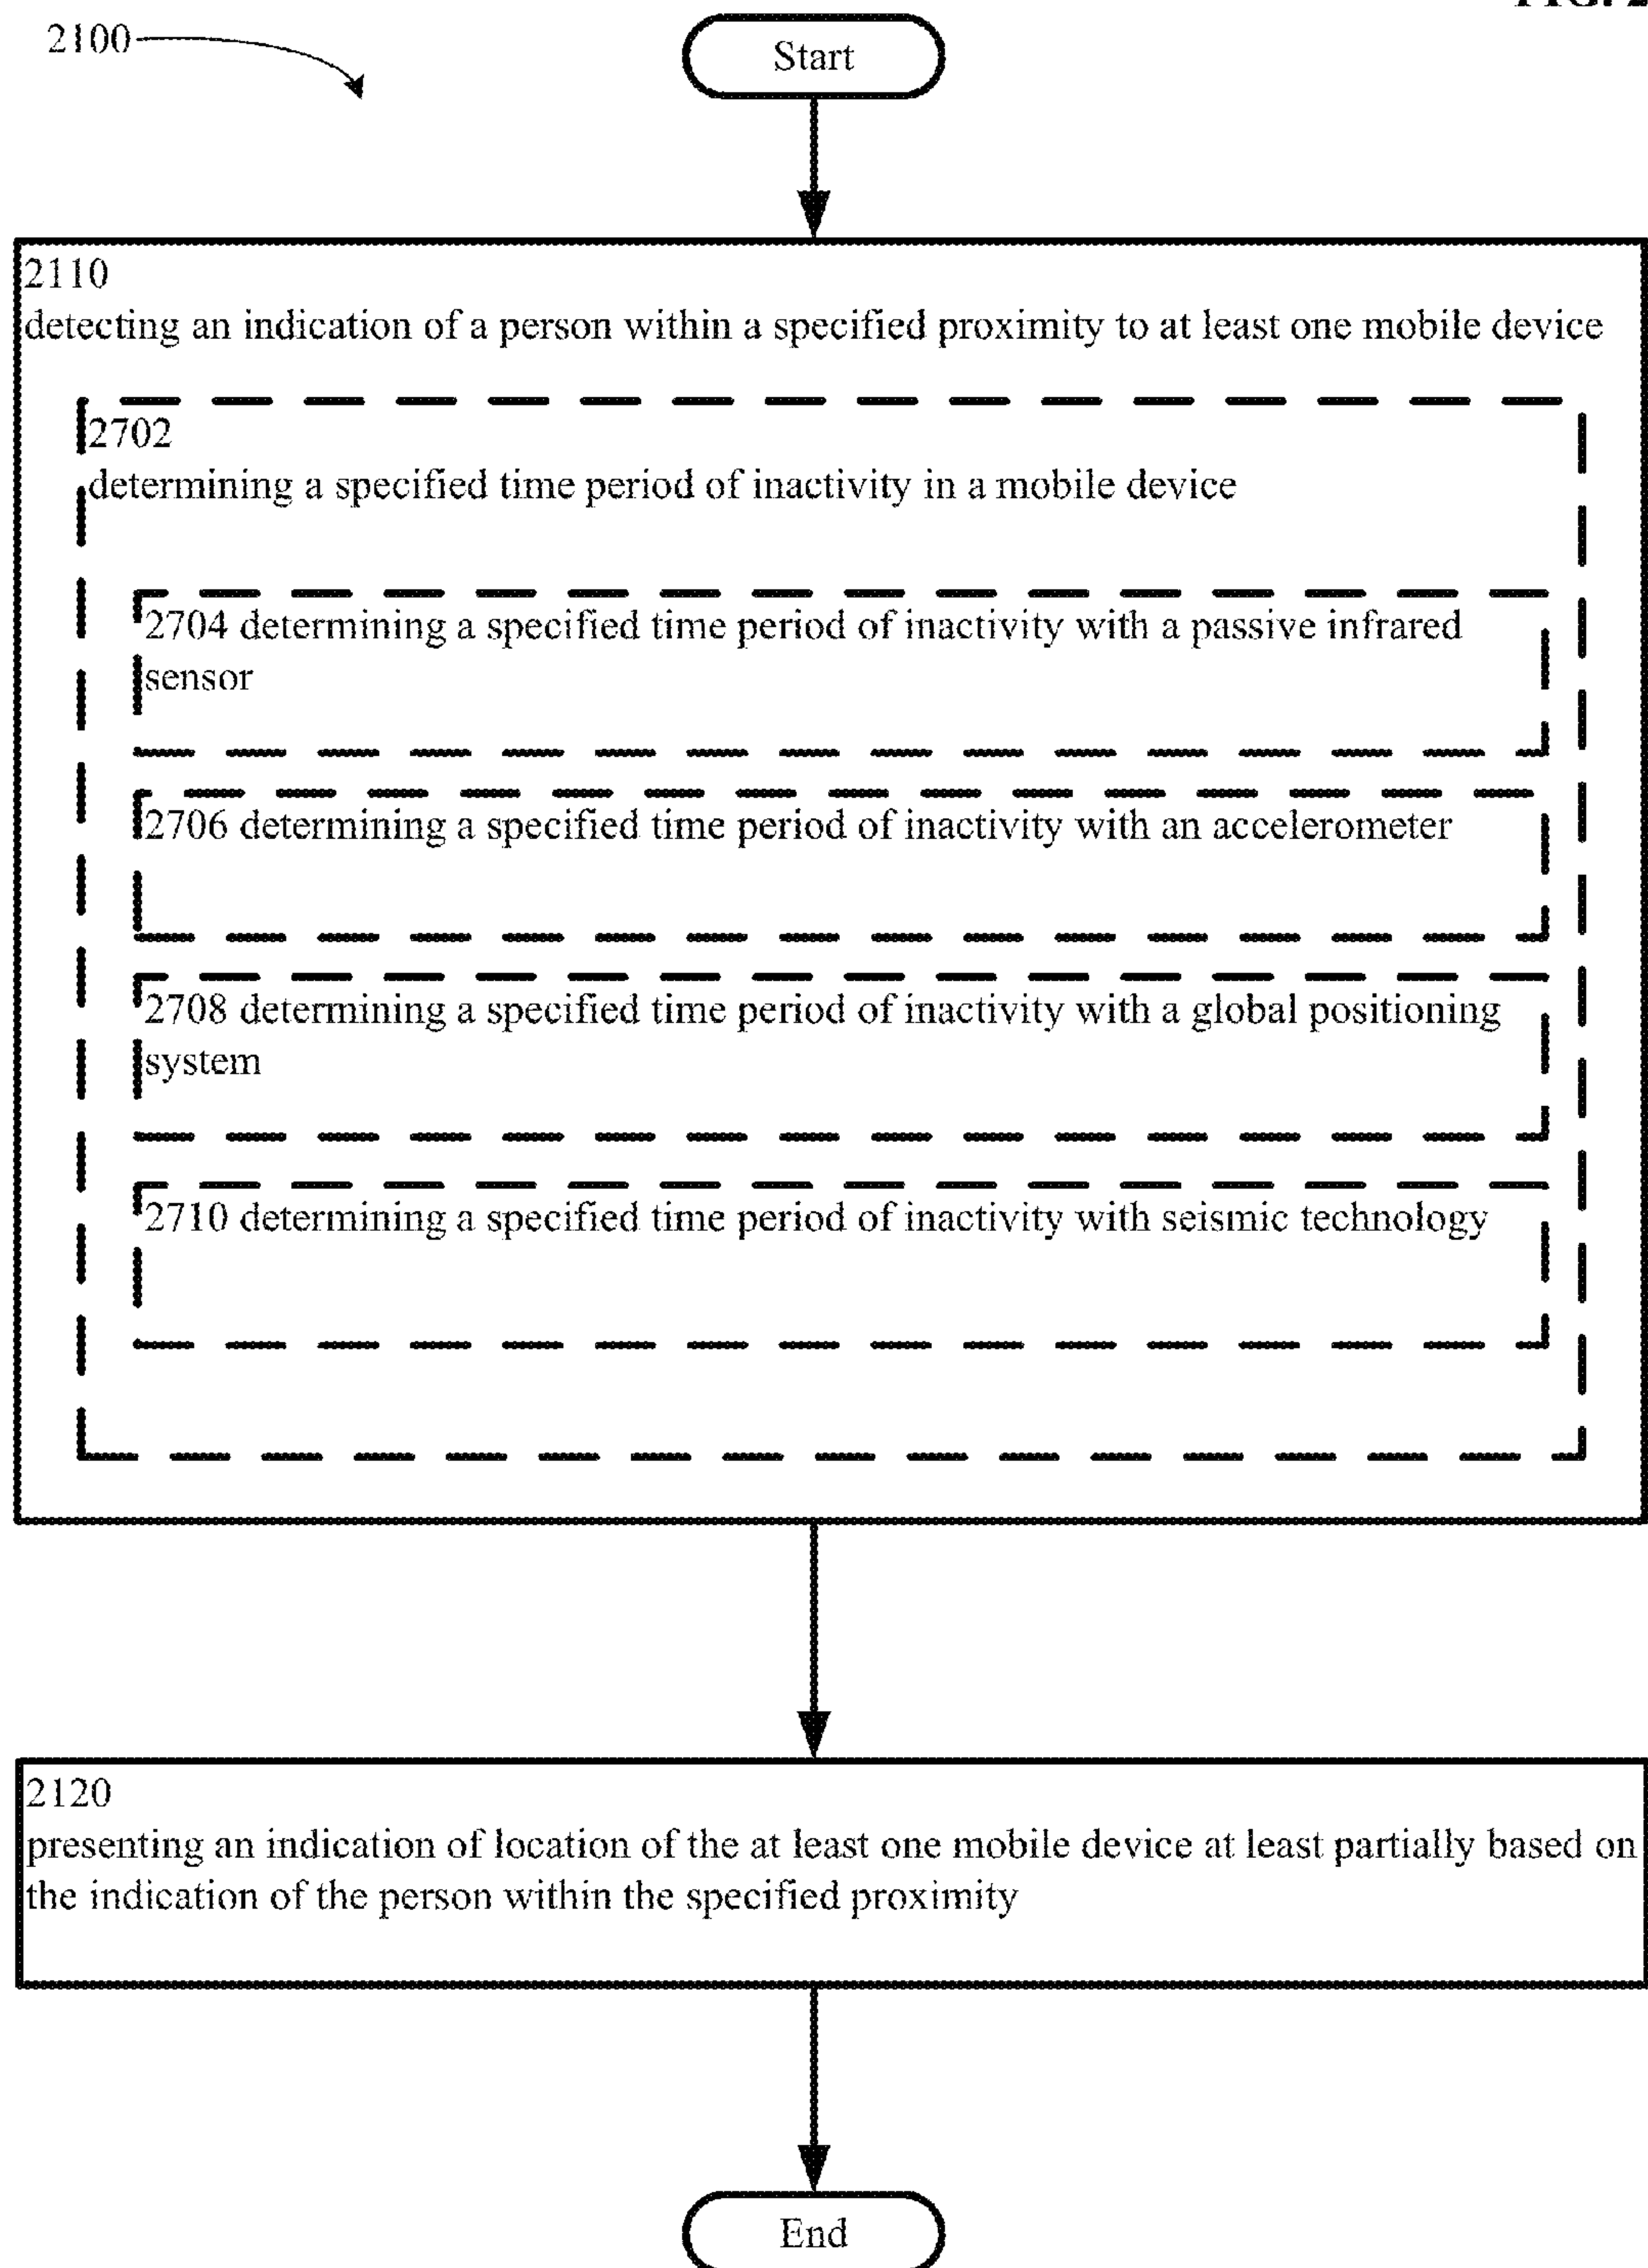 2100
Start
2110
detecting an indication of a person within a specified proximity to at least one mobile device
2702
determining a specified time period of inactivity in a mobile device
2704 determining a specified time period of inactivity with a passive infrared
sensor
2706 determining a specified time period of inactivity with an accelerometer
2708 determining a specified time period of inactivity with a global positioning
system
2710 determining a specified time period of inactivity with seismic technology
2120
presenting an indication of location of the at least one mobile device at least partially based on
the indication of the person within the specified proximity
End